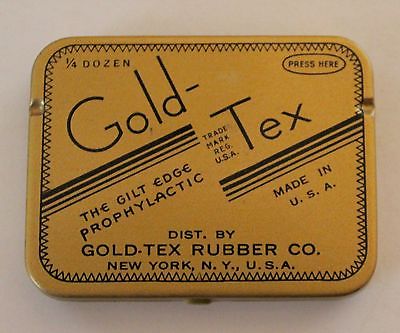 ¼ DOZEN
PRESS HERE
Gold-
Tex
TRADE
MARK
REG.
U.S.A.
THE GILT EDGE
PROPHYLACTIC
MADE IN
U. S. A.
DIST. BY
GOLD-TEX RUBBER CO.
NEW YORK, N.Y., U.S.A.